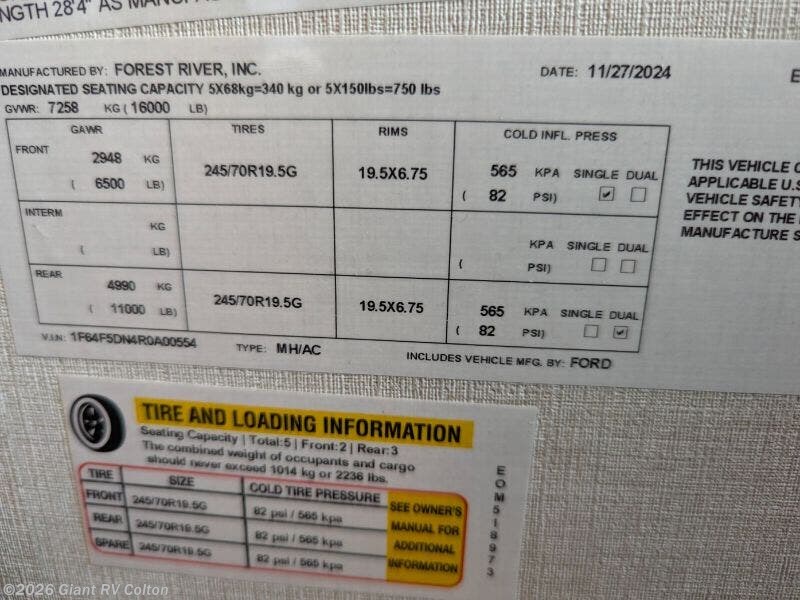 NGTH 28'4" AS MANUFA
MANUFACTURED BY: FOREST RIVER, INC. DATE: 11/27/2024
DESIGNATED SEATING CAPACITY 5X68kg=340 kg or 5X150lbs=750 lbs
GVWR: 7258 KG ( 16000 LB)
GAWR TIRES RIMS COLD INFL. PRESS
FRONT 2948 KG 245/70R19.5G 19.5X6.75 565 KPA SINGLE DUAL
( 6500 LB) ( 82 PSI)
INTERM KG KPA SINGLE DUAL
( LB) ( PSI)
REAR 4990 KG 245/70R19.5G 19.5X6.75 565 KPA SINGLE DUAL
( 11000 LB) ( 82 PSI)
V.I.N: 1F64F5DN4R0A00554 TYPE: MH/AC INCLUDES VEHICLE MFG. BY: FORD
THIS VEHICLE C
APPLICABLE U.S
VEHICLE SAFETY
EFFECT ON THE
MANUFACTURE S
TIRE AND LOADING INFORMATION
Seating Capacity | Total:5 | Front:2 | Rear:3
The combined weight of occupants and cargo
should never exceed 1014 kg or 2236 lbs.
TIRE SIZE COLD TIRE PRESSURE
FRONT 245/70R19.5G 82 psi / 565 kpa
REAR 245/70R19.5G 82 psi / 565 kpa
SPARE 245/70R19.5G 82 psi / 565 kpa
SEE OWNER'S
MANUAL FOR
ADDITIONAL
INFORMATION
EOM518973
©2026 Giant RV Colton